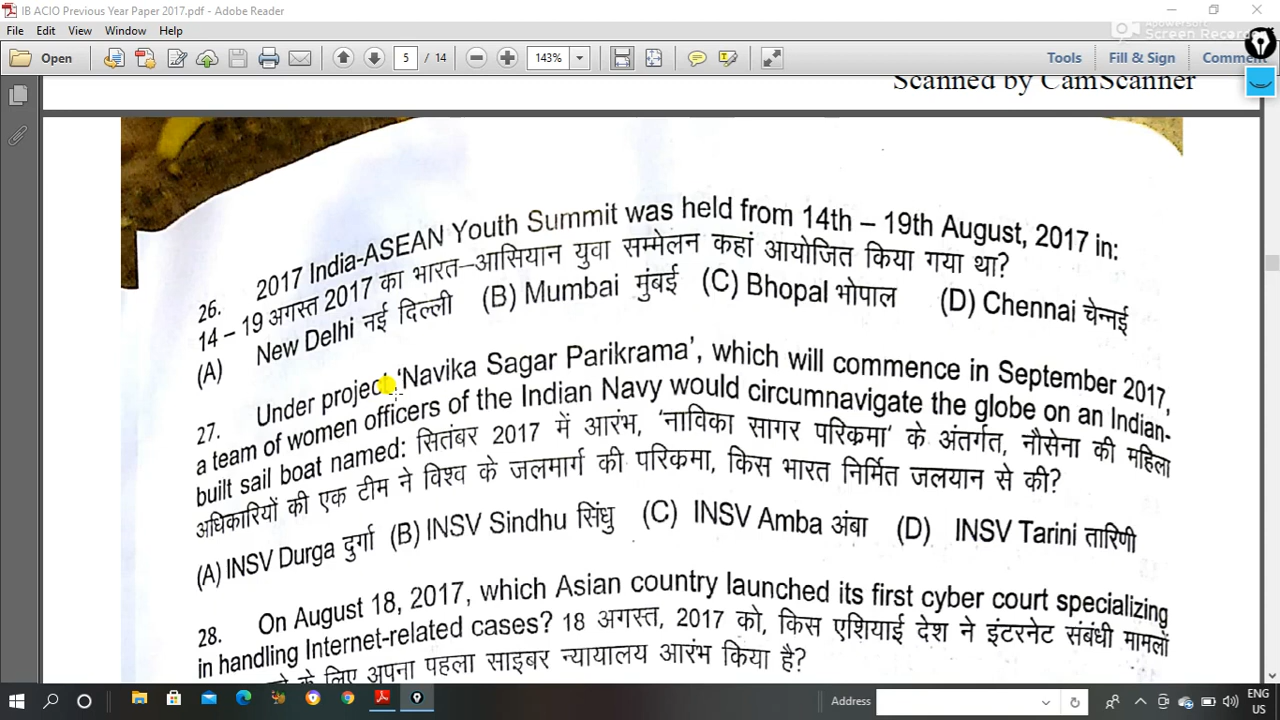 IB ACIO Previous Year Paper 2017.pdf - Adobe Reader
File Edit View Window Help
Apowersoft
Screen Recorder
Open 5 / 14 143% Tools Fill & Sign Comment
Scanned by CamScanner
26. 2017 India-ASEAN Youth Summit was held from 14th – 19th August, 2017 in:
14 – 19 अगस्त 2017 का भारत–आसियान युवा सम्मेलन कहां आयोजित किया गया था?
(A) New Delhi नई दिल्ली (B) Mumbai मुंबई (C) Bhopal भोपाल (D) Chennai चेन्नई
27. Under project 'Navika Sagar Parikrama', which will commence in September 2017,
a team of women officers of the Indian Navy would circumnavigate the globe on an Indian-
built sail boat named: सितंबर 2017 में आरंभ, 'नाविका सागर परिक्रमा' के अंतर्गत, नौसेना की महिला
अधिकारियों की एक टीम ने विश्व के जलमार्ग की परिक्रमा, किस भारत निर्मित जलयान से की?
(A) INSV Durga दुर्गा (B) INSV Sindhu सिंधु (C) INSV Amba अंबा (D) INSV Tarini तारिणी
28. On August 18, 2017, which Asian country launched its first cyber court specializing
in handling Internet-related cases? 18 अगस्त, 2017 को, किस एशियाई देश ने इंटरनेट संबंधी मामलों
के लिए अपना पहला साइबर न्यायालय आरंभ किया है?
Address ENG
US